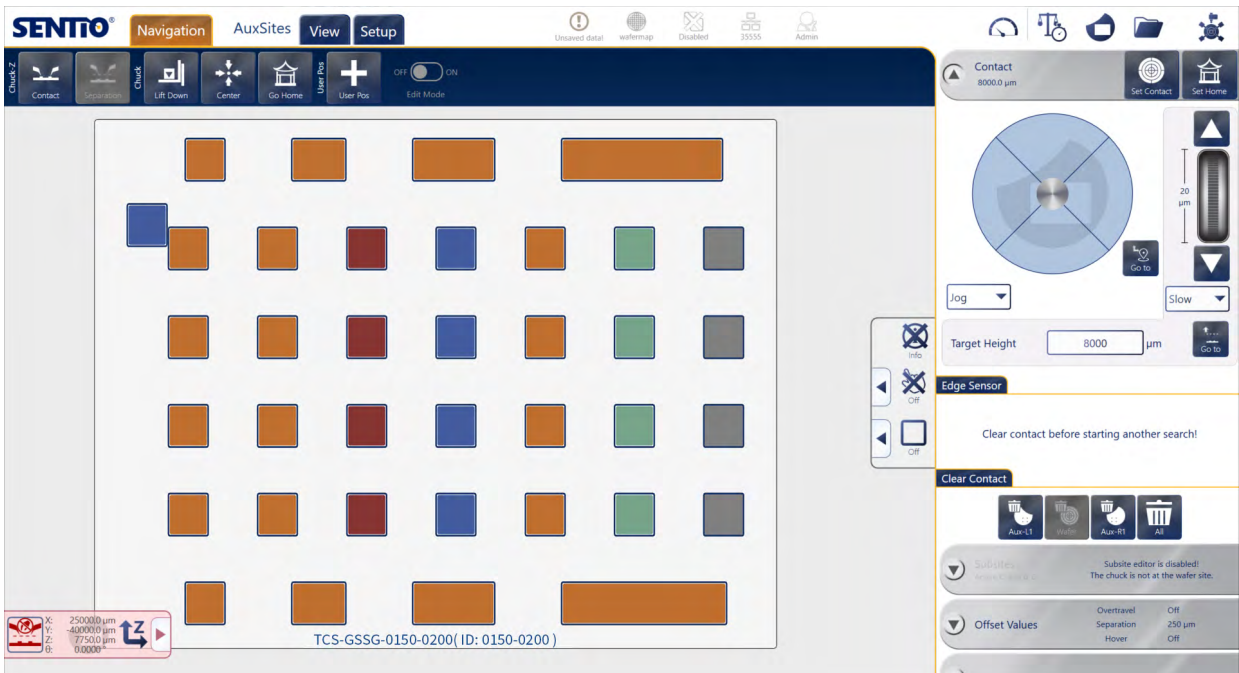 SENTIO®
Navigation
AuxSites
View
Setup
Unsaved data!
wafermap
Disabled
35555
Admin
Chuck-Z
Contact
Separation
Chuck
Lift Down
Center
Go Home
User Pos
User Pos
OFF
ON
Edit Mode
Contact
8000.0 µm
Set Contact
Set Home
20
µm
Go to
Jog
Slow
Target Height
8000
µm
Go to
Info
Off
Off
Edge Sensor
Clear contact before starting another search!
Clear Contact
Aux-L1
Wafer
Aux-R1
All
Subsites
Subsite editor is disabled!
The chuck is not at the wafer site.
Offset Values
Overtravel Off
Separation 250 µm
Hover Off
X: 25000.0 µm
Y: -40000.0 µm
Z: 7750.0 µm
θ: 0.0000 °
Z
TCS-GSSG-0150-0200( ID: 0150-0200 )